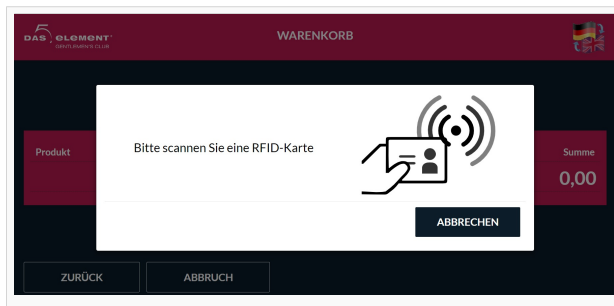 DAS 5. ELEMENT
GENTLEMEN'S CLUB
WARENKORB
Bitte scannen Sie eine RFID-Karte
Produkt
Summe
0,00
ABBRECHEN
ZURÜCK
ABBRUCH